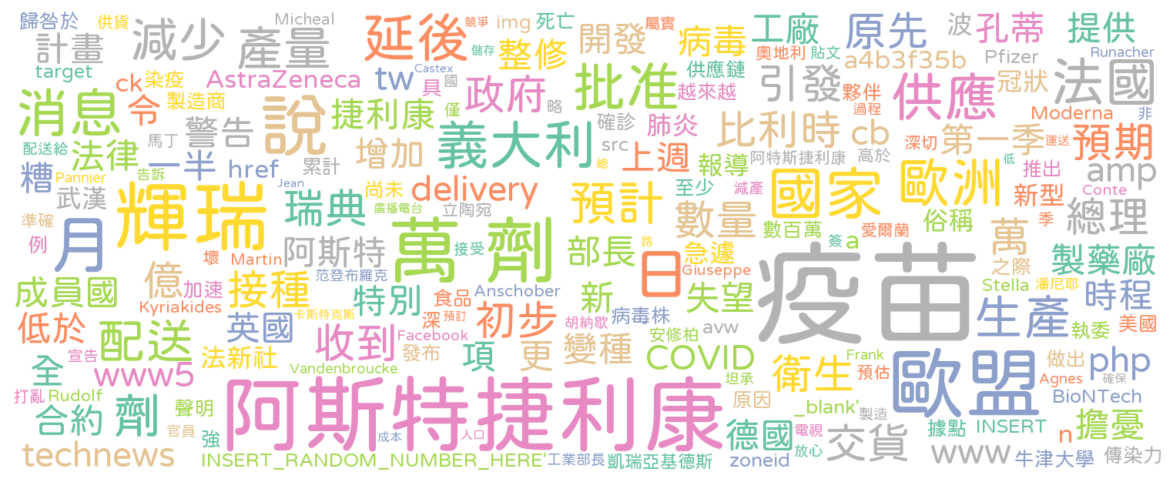 歸咎於 供貨 Micheal 延後 競爭 img 死亡 屬實 工廠 原先 波 孔蒂 提供
計畫 減少 產量 儲存 整修 開發 病毒 奧地利 貼文 Runacher
target ck 染疫 AstraZeneca tw Castex 具 國 批准 供應鏈 越來越 引發 a4b3f35b 夥伴 過程 Pfizer 冠狀 法國
消息 令 製造商 說 捷利康 政府 僅 略 供應 Moderna 非
配送給 法律 馬丁 警告 增加 義大利 確診 肺炎 比利時 cb 第一季 深切 運送 預期
糟 Pannier 告訴 一半 href 累計 總 src 上週 報導 阿特斯捷利康 高於 推出 低 amp
武漢 輝瑞 Jean 尚未 delivery 預計 至少 減產 國家 歐洲 新型 Conte 總理
準確 瑞典 廣播電台 立陶宛 萬劑 接受 數量 數百萬 簽 a 愛爾蘭 俗稱 季
例 月 壞 Martin 阿斯特 部長 路 急遽 日 Giuseppe 疫苗 萬 之際 製藥廠
成員國 億 加速 范登布羅克 特別 食品 Anschober 新 失望 Stella 潘尼耶 時程
Kyriakides 接種 卡斯特克斯 深 預訂 初步 胡納歇 病毒株 生產 執委 美國
低於 配送 英國 收到 Facebook 安修柏 avw
宣告 法新社 發布 項 更 變種 COVID 坦承 Frank 歐盟 做出 php
全 www5 Vandenbroucke 衛生 預估 Agnes 確保
打亂 Rudolf 阿斯特捷利康 原因 _blank' 製造 BioNTech
合約 劑 聲明 德國 電視 據點 INSERT 擔憂
官員 強 成本 人口 放心 交貨 n
technews INSERT_RANDOM_NUMBER_HERE' 工業部長 凱瑞亞基德斯 zoneid www 牛津大學 傳染力